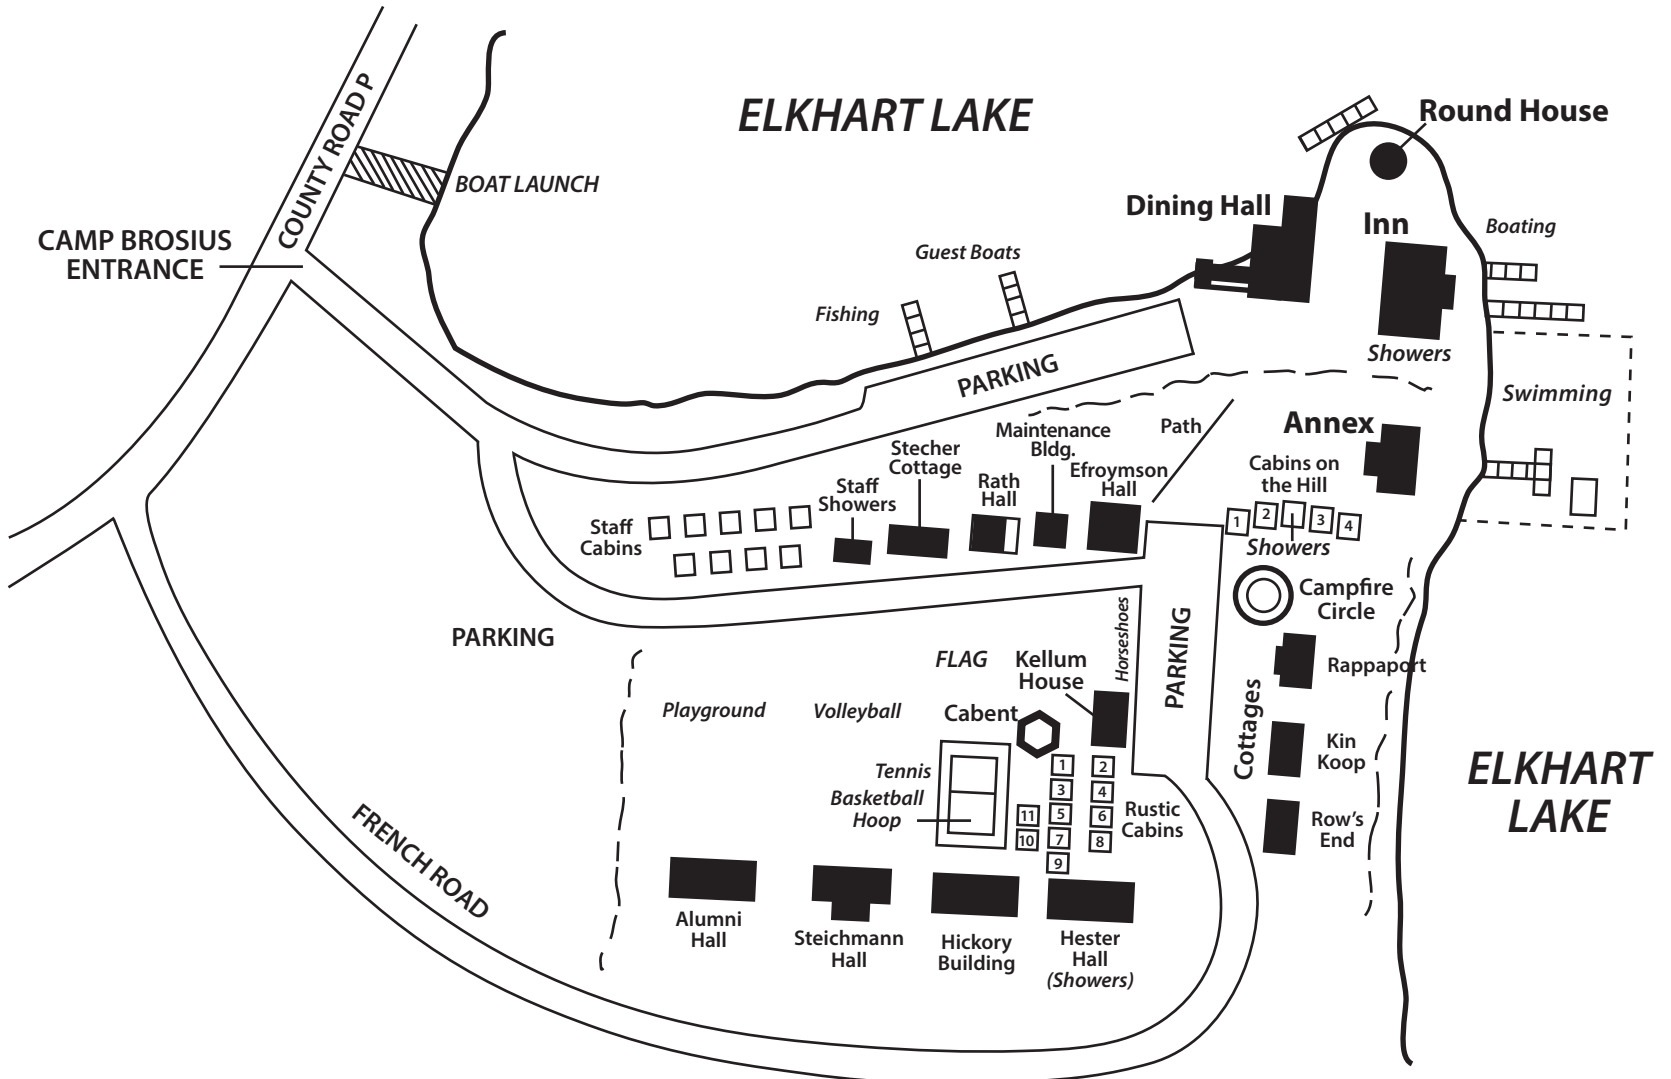 ELKHART LAKE
Round House
COUNTY ROAD P
BOAT LAUNCH
Dining Hall
Inn
Boating
CAMP BROSIUS
ENTRANCE
Guest Boats
Fishing
Showers
PARKING
Swimming
Annex
Path
Maintenance
Bldg.
Stecher
Cottage
Efroymson
Hall
Rath
Hall
Cabins on
the Hill
Staff
Showers
Staff
Cabins
1
2
3
4
Showers
Campfire
Circle
Horseshoes
PARKING
PARKING
FLAG
Kellum
House
Rappaport
Cottages
Playground
Volleyball
Cabent
Kin
Koop
ELKHART
LAKE
Tennis
Basketball
Hoop
1
2
3
4
11
5
6
10
7
8
9
Rustic
Cabins
Row's
End
FRENCH ROAD
Alumni
Hall
Steichmann
Hall
Hickory
Building
Hester
Hall
(Showers)